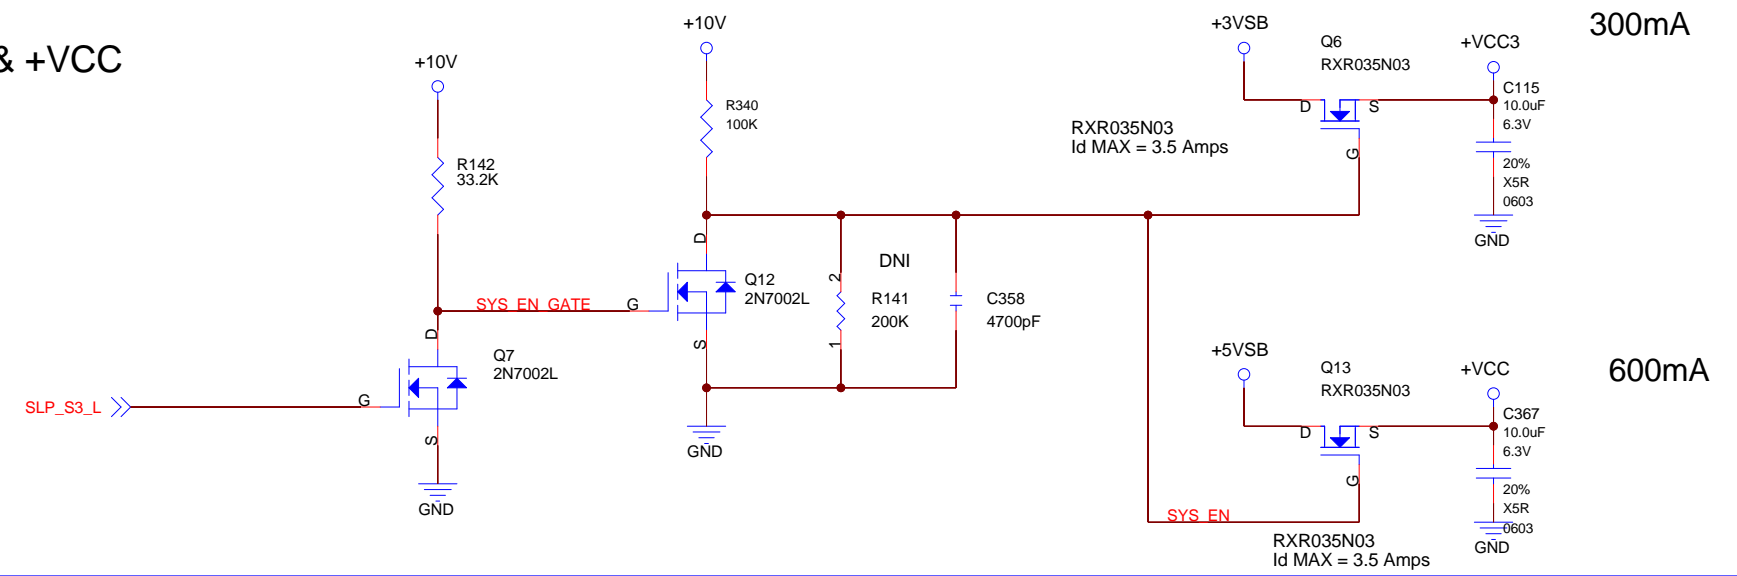 & +VCC
+10V
R142
33.2K
SLP_S3_L
G
D
Q7
2N7002L
S
GND
SYS_EN_GATE
+10V
R340
100K
G
D
Q12
2N7002L
S
GND
2
DNI
R141
200K
1
C358
4700pF
RXR035N03
Id MAX = 3.5 Amps
+3VSB
Q6
RXR035N03
D
S
G
+VCC3
C115
10.0uF
6.3V
20%
X5R
0603
GND
300mA
+5VSB
Q13
RXR035N03
D
S
G
SYS_EN
RXR035N03
Id MAX = 3.5 Amps
+VCC
C367
10.0uF
6.3V
20%
X5R
0603
GND
600mA